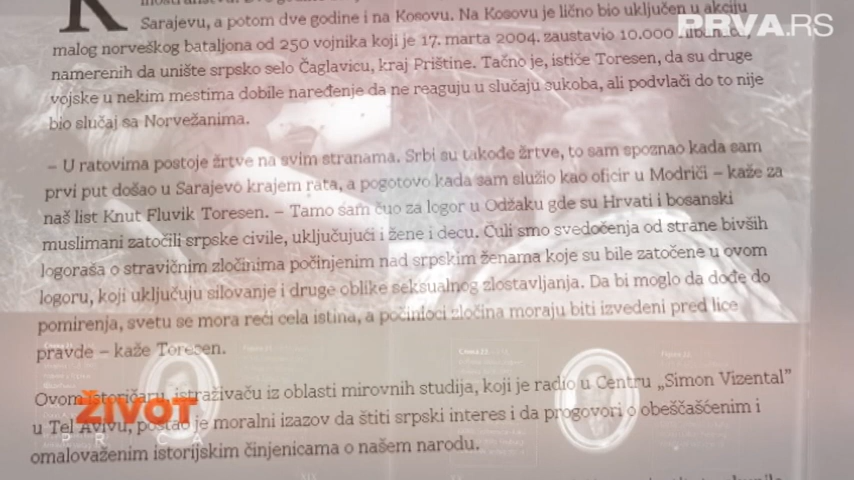 PRVA.RS
Sarajevu, a potom dve godine i na Kosovu. Na Kosovu je lično bio uključen u akciju
malog norveškog bataljona od 250 vojnika koji je 17. marta 2004. zaustavio 10.000
namerenih da unište srpsko selo Čaglavicu, kraj Prištine. Tačno je, ističe Toresen, da su druge
vojske u nekim mestima dobile naređenje da ne reaguju u slučaju sukoba, ali podvlači do to nije
bio slučaj sa Norvežanima.
– U ratovima postoje žrtve na svim stranama. Srbi su takođe žrtve, to sam spoznao kada sam
prvi put došao u Sarajevo krajem rata, a pogotovo kada sam služio kao oficir u Modriči – kaže za
naš list Knut Fluvik Toresen. – Tamo sam čuo za logor u Odžaku gde su Hrvati i bosanski
muslimani zatočili srpske civile, uključujući i žene i decu. Čuli smo svedočenja od strane bivših
logoraša o stravičnim zločinima počinjenim nad srpskim ženama koje su bile zatočene u ovom
logoru, koji uključuju silovanje i druge oblike seksualnog zlostavljanja. Da bi moglo da dođe do
pomirenja, svetu se mora reći cela istina, a počinioci zločina moraju biti izvedeni pred lice
pravde – kaže Toresen.
Ovom istoričaru, istraživaču iz oblasti mirovnih studija, koji je radio u Centru „Simon Vizental”
u Tel Avivu, postao je moralni izazov da štiti srpski interes i da progovori o obeščašćenim i
omalovaženim istorijskim činjenicama o našem narodu.
ŽIVOT